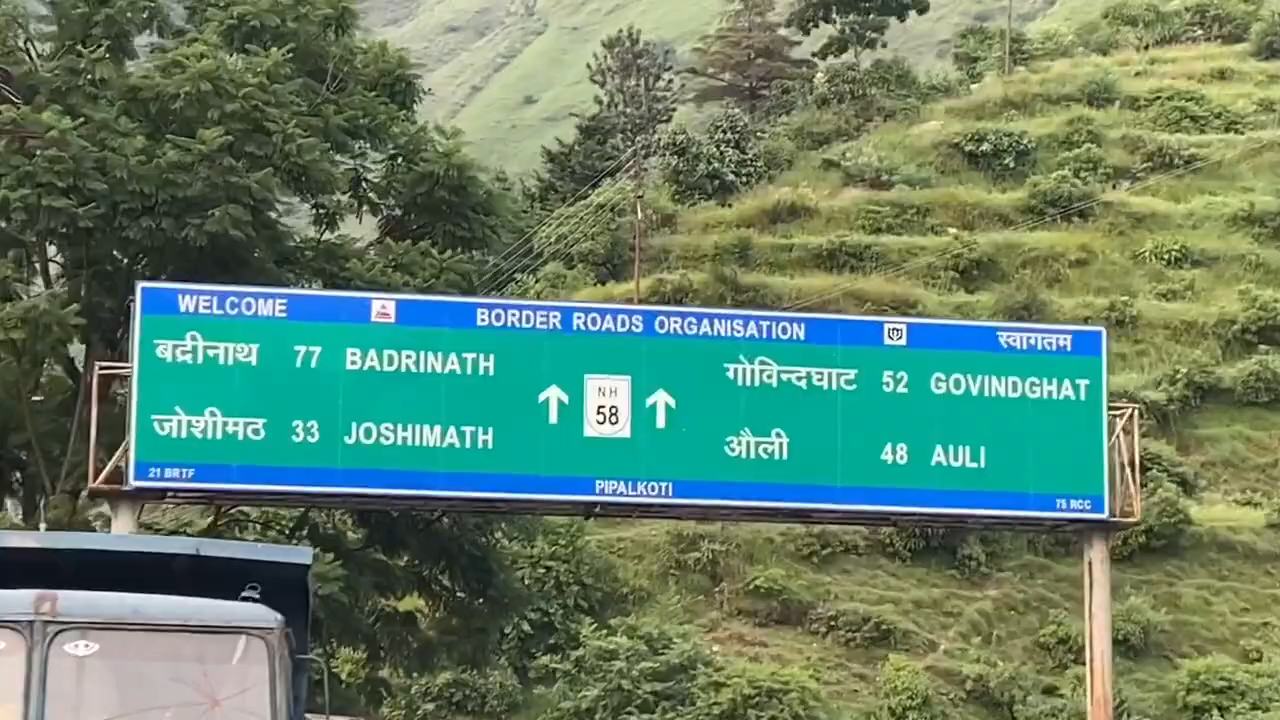 WELCOME BORDER ROADS ORGANISATION स्वागतम
बद्रीनाथ 77 BADRINATH
जोशीमठ 33 JOSHIMATH
NH
58
गोविन्दघाट 52 GOVINDGHAT
औली 48 AULI
21 BRTF PIPALKOTI 75 RCC